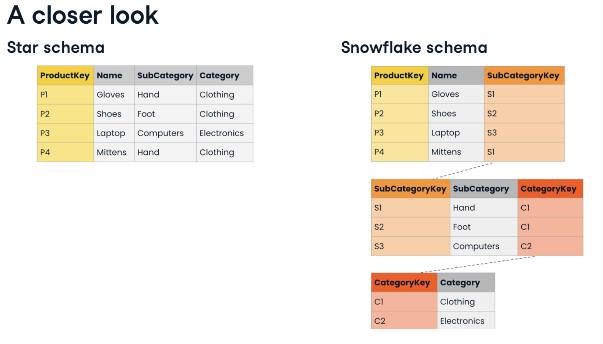 A closer look
Star schema
ProductKey Name SubCategory Category
P1 Gloves Hand Clothing
P2 Shoes Foot Clothing
P3 Laptop Computers Electronics
P4 Mittens Hand Clothing
Snowflake schema
ProductKey Name SubCategoryKey
P1 Gloves S1
P2 Shoes S2
P3 Laptop S3
P4 Mittens S1
SubCategoryKey SubCategory CategoryKey
S1 Hand C1
S2 Foot C1
S3 Computers C2
CategoryKey Category
C1 Clothing
C2 Electronics